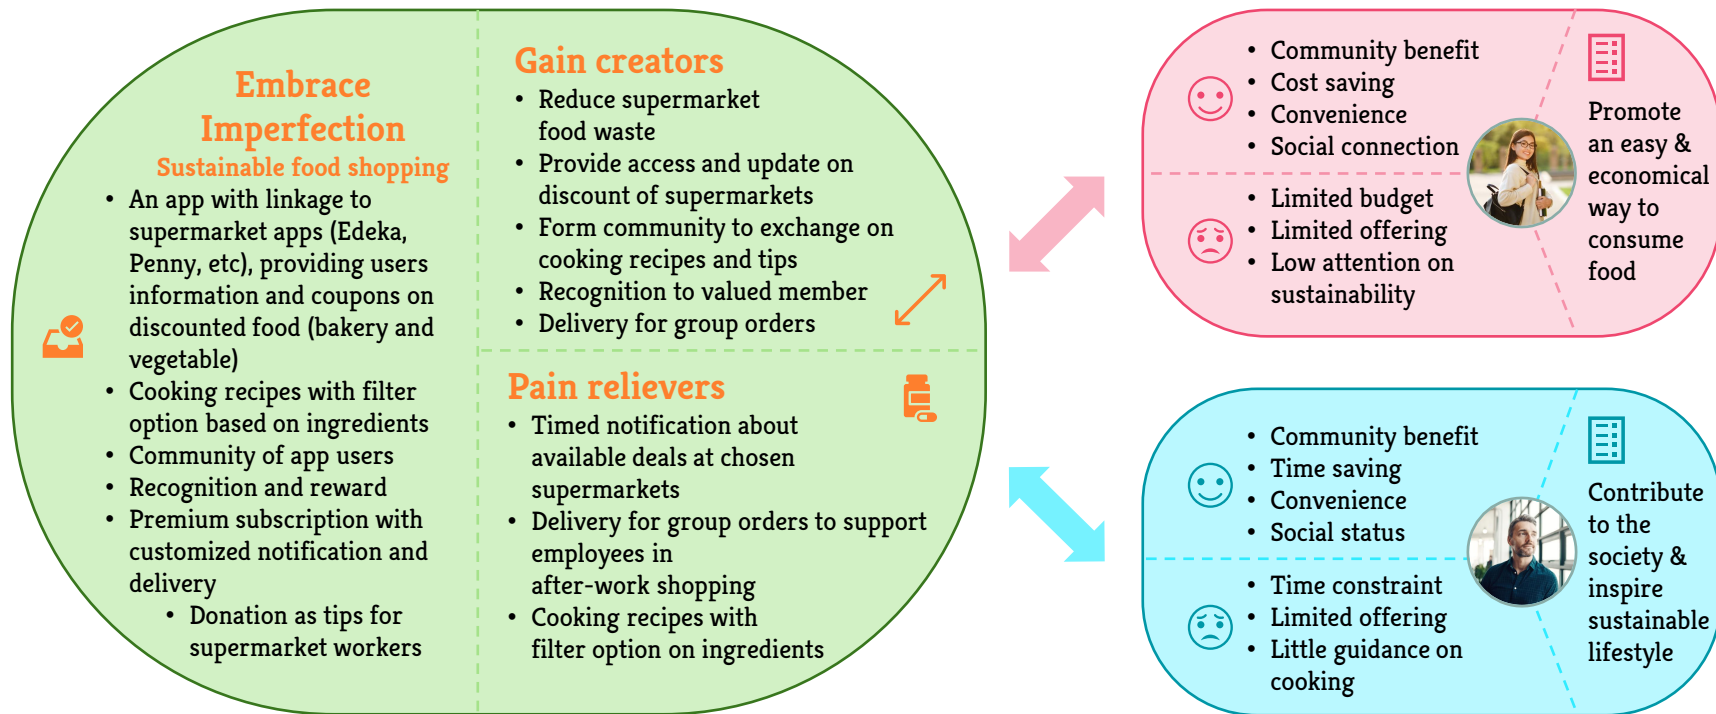 Embrace
Imperfection
Sustainable food shopping
• An app with linkage to
supermarket apps (Edeka,
Penny, etc), providing users
information and coupons on
discounted food (bakery and
vegetable)
• Cooking recipes with filter
option based on ingredients
• Community of app users
• Recognition and reward
• Premium subscription with
customized notification and
delivery
• Donation as tips for
supermarket workers
Gain creators
• Reduce supermarket
food waste
• Provide access and update on
discount of supermarkets
• Form community to exchange on
cooking recipes and tips
• Recognition to valued member
• Delivery for group orders
Pain relievers
• Timed notification about
available deals at chosen
supermarkets
• Delivery for group orders to support
employees in
after-work shopping
• Cooking recipes with
filter option on ingredients
• Community benefit
• Cost saving
• Convenience
• Social connection
• Limited budget
• Limited offering
• Low attention on
sustainability
Promote
an easy &
economical
way to
consume
food
• Community benefit
• Time saving
• Convenience
• Social status
• Time constraint
• Limited offering
• Little guidance on
cooking
Contribute
to the
society &
inspire
sustainable
lifestyle